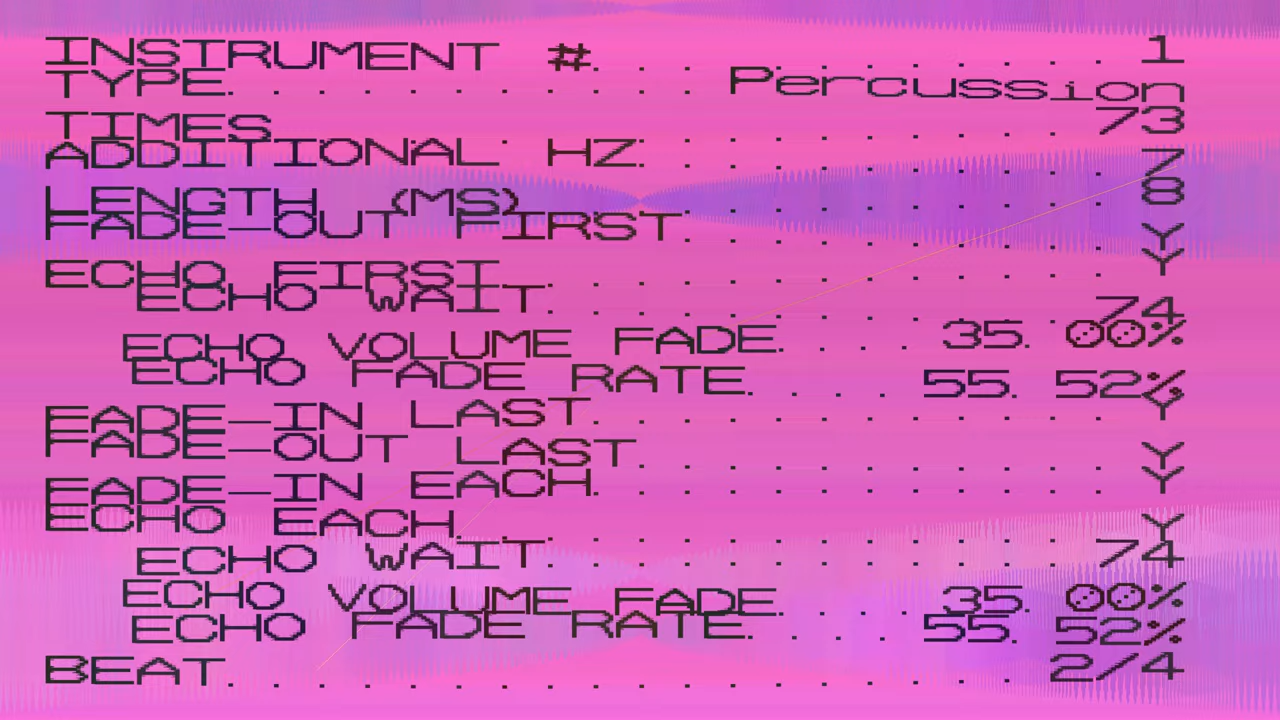 INSTRUMENT #. . . . . . . . . . . . 1
TYPE. . . . . . . . . . . Percussion
TIMES. . . . . . . . . . . . . . . . . . . 73
ADDITIONAL HZ. . . . . . . . . . . 7
LENGTH (MS). . . . . . . . . . . . . . 8
FADE-OUT FIRST. . . . . . . . . . Y
ECHO FIRST. . . . . . . . . . . . . . Y
ECHO WAIT. . . . . . . . . . . . . 74
ECHO VOLUME FADE. . . . 35. 00%
ECHO FADE RATE. . . . 55. 52%
FADE-IN LAST. . . . . . . . . . . . Y
FADE-OUT LAST. . . . . . . . . . . Y
FADE-IN EACH. . . . . . . . . . . . Y
ECHO EACH. . . . . . . . . . . . . . . Y
ECHO WAIT. . . . . . . . . . . . . 74
ECHO VOLUME FADE. . . . 35. 00%
ECHO FADE RATE. . . . 55. 52%
BEAT. . . . . . . . . . . . . . . . . . 2/4